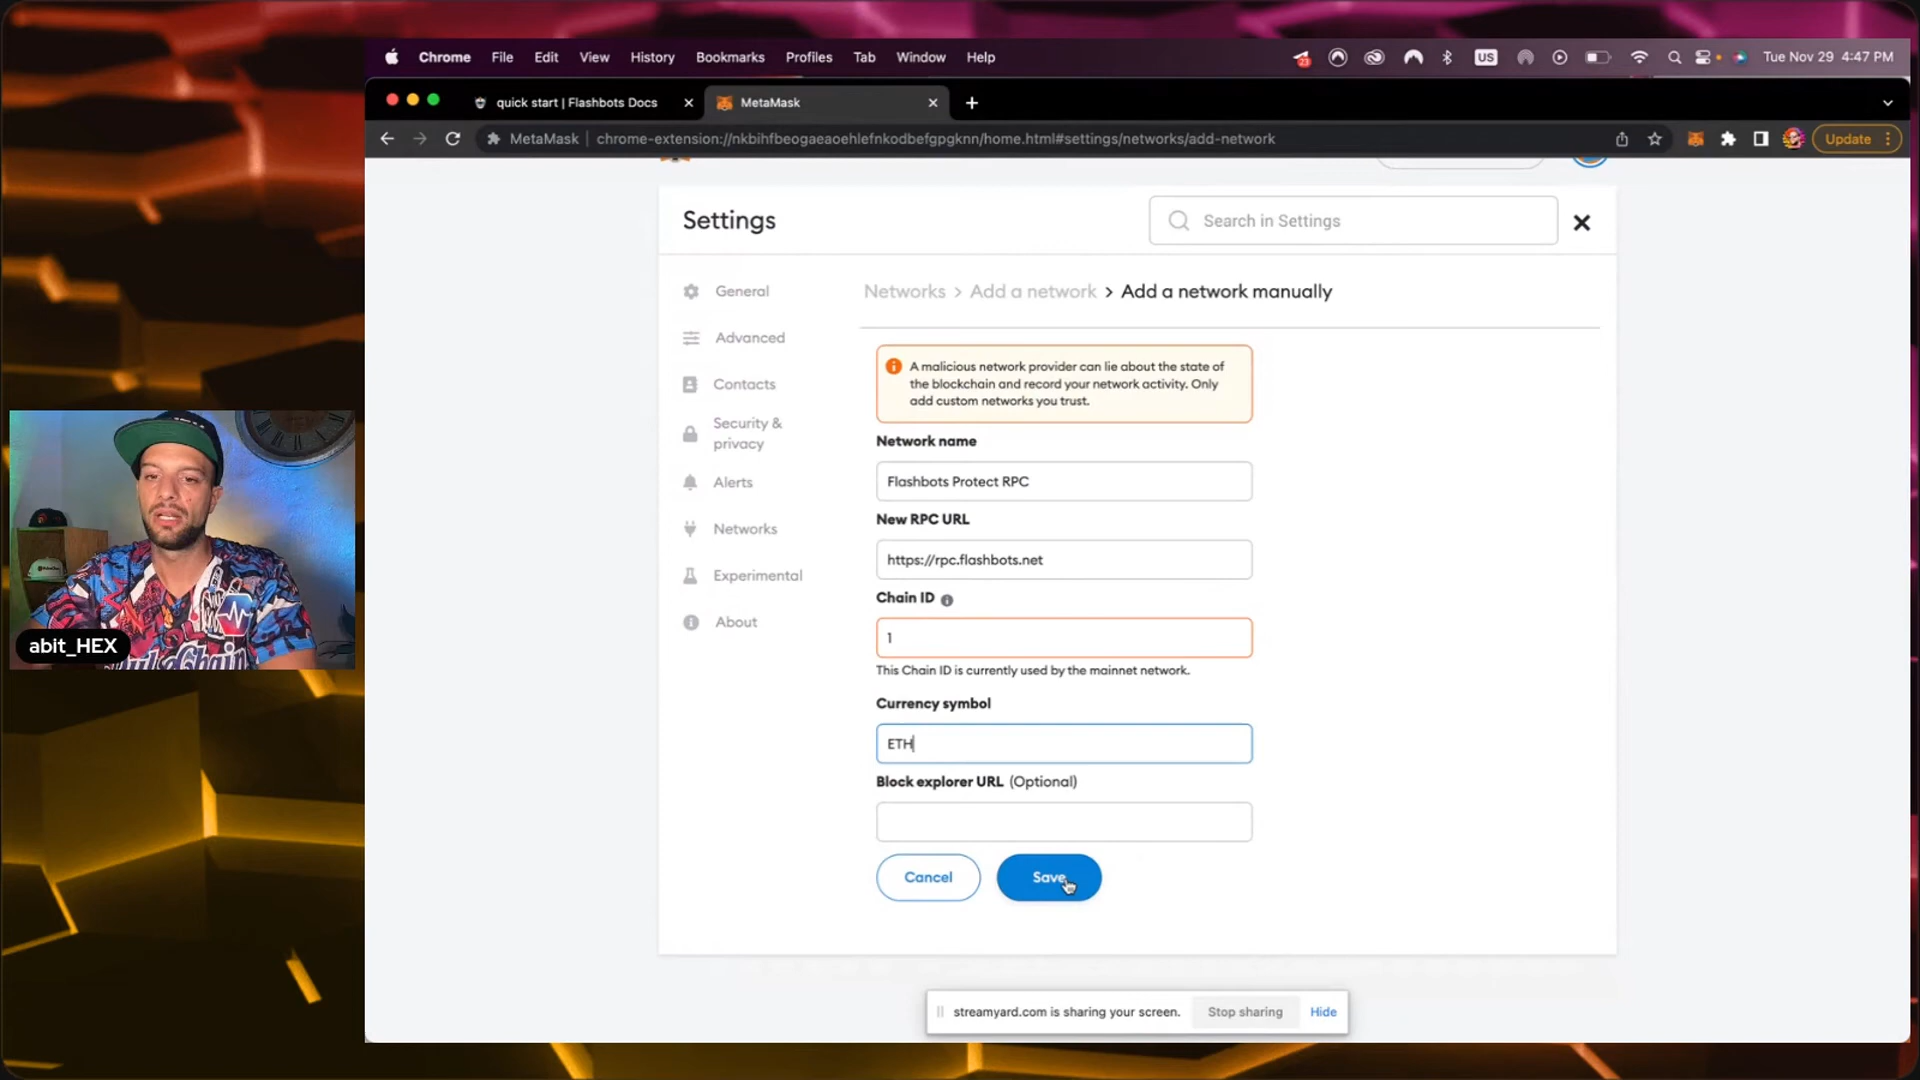 Chrome File Edit View History Bookmarks Profiles Tab Window Help
23
US
Tue Nov 29 4:47 PM
quick start | Flashbots Docs
MetaMask
MetaMask | chrome-extension://nkbihfbeogaeaoehlefnkodbefgpgknn/home.html#settings/networks/add-network
Update
Settings
Search in Settings
General
Advanced
Contacts
Security &
privacy
Alerts
Networks
Experimental
About
Networks > Add a network > Add a network manually
A malicious network provider can lie about the state of
the blockchain and record your network activity. Only
add custom networks you trust.
Network name
Flashbots Protect RPC
New RPC URL
https://rpc.flashbots.net
Chain ID
1
This Chain ID is currently used by the mainnet network.
Currency symbol
ETH
Block explorer URL (Optional)
Cancel
Save
streamyard.com is sharing your screen.
Stop sharing
Hide
abit_HEX